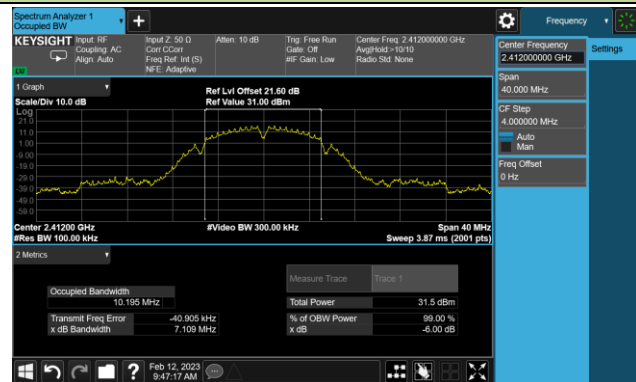 Spectrum Analyzer 1
Occupied BW
Frequency
KEYSIGHT
Input: RF
Coupling: AC
Align: Auto
Input Z: 50 Ω
Corr CCorr
Freq Ref: Int (S)
NFE: Adaptive
Atten: 10 dB
Trig: Free Run
Gate: Off
#IF Gain: Low
Center Freq: 2.412000000 GHz
Avg|Hold:>10/10
Radio Std: None
LW
Center Frequency
2.412000000 GHz
Settings
Span
40.000 MHz
CF Step
4.000000 MHz
Auto
Man
Freq Offset
0 Hz
1 Graph
Scale/Div 10.0 dB
Ref Lvl Offset 21.60 dB
Ref Value 31.00 dBm
Log
21.0
11.0
1.00
-9.00
-19.0
-29.0
-39.0
-49.0
-59.0
Center 2.41200 GHz
#Res BW 100.00 kHz
#Video BW 300.00 kHz
Span 40 MHz
Sweep 3.87 ms (2001 pts)
2 Metrics
Measure Trace
Trace 1
Occupied Bandwidth
10.195 MHz
Total Power
31.5 dBm
Transmit Freq Error
-40.905 kHz
% of OBW Power
99.00 %
x dB Bandwidth
7.109 MHz
x dB
-6.00 dB
?
Feb 12, 2023
9:47:17 AM